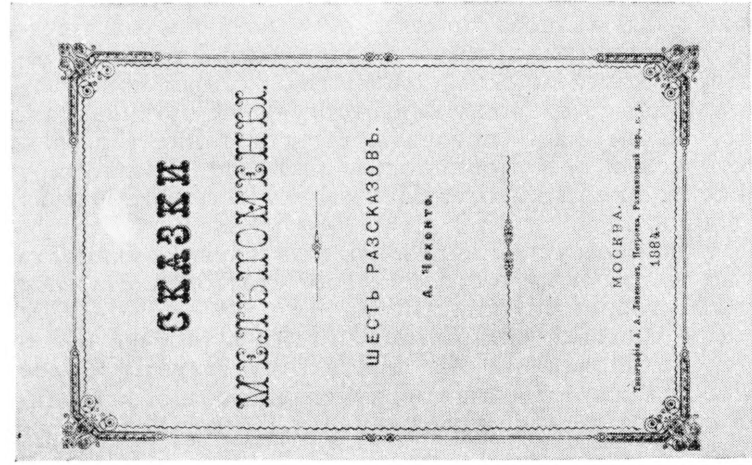 СКАЗКИ
МЕЛЬПОМЕНЫ.
ШЕСТЬ РАЗСКАЗОВЪ.
А. Чехонте.
МОСКВА.
Типографія А. А. Левенсонъ, Петровка, Рахмановскій пер., с. д.
1884.